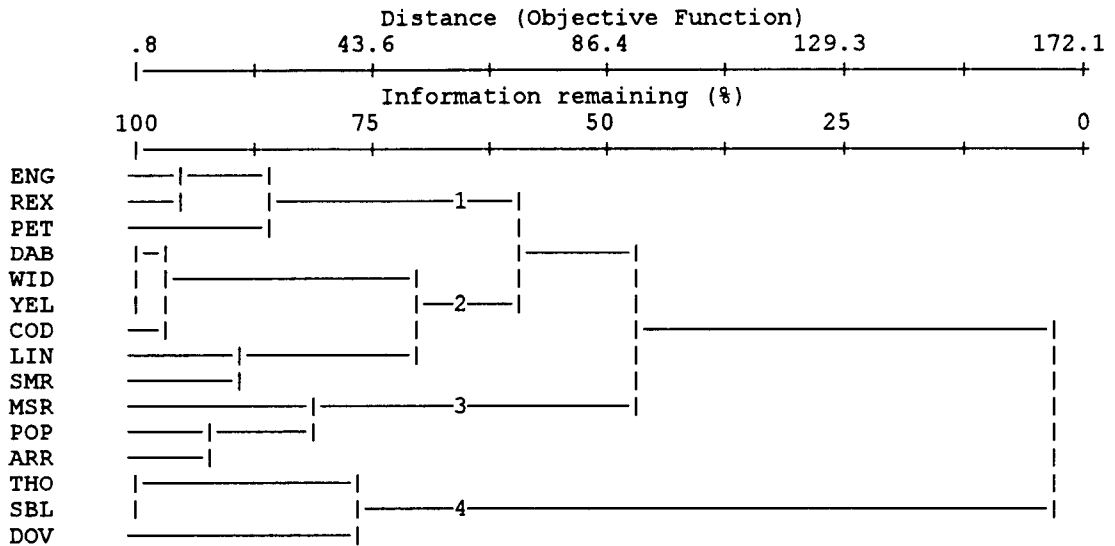 Distance (Objective Function)
.8 43.6 86.4 129.3 172.1
Information remaining (%)
100 75 50 25 0
ENG
REX 1
PET
DAB
WID
YEL 2
COD
LIN
SMR
MSR 3
POP
ARR
THO
SBL 4
DOV